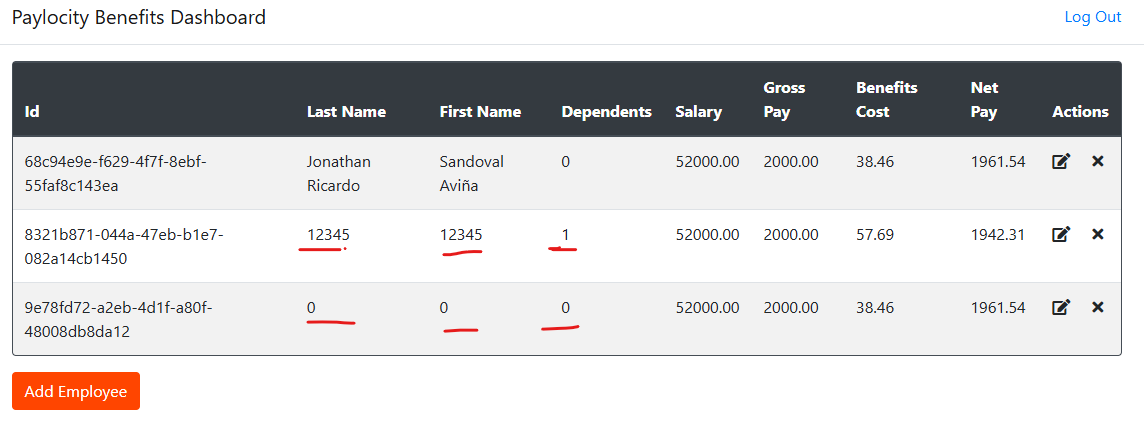 Paylocity Benefits Dashboard
Log Out
Id Last Name First Name Dependents Salary Gross Pay Benefits Cost Net Pay Actions
68c94e9e-f629-4f7f-8ebf-55faf8c143ea Jonathan Ricardo Sandoval Aviña 0 52000.00 2000.00 38.46 1961.54
8321b871-044a-47eb-b1e7-082a14cb1450 12345 12345 1 52000.00 2000.00 57.69 1942.31
9e78fd72-a2eb-4d1f-a80f-48008db8da12 0 0 0 52000.00 2000.00 38.46 1961.54
Add Employee